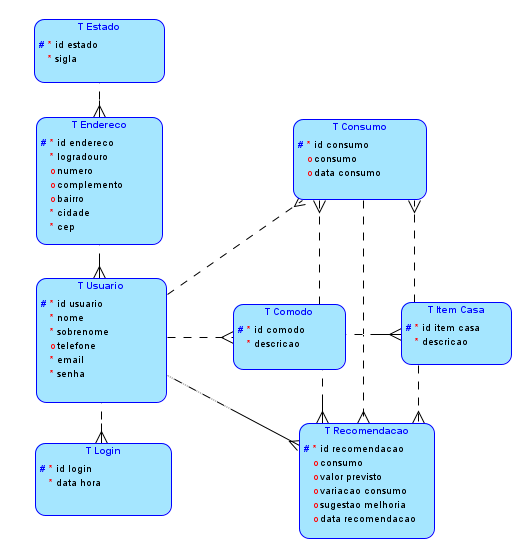 T Estado
# * id estado
* sigla
T Endereco
# * id endereco
* logradouro
o numero
o complemento
o bairro
* cidade
* cep
T Consumo
# * id consumo
o consumo
o data consumo
T Usuario
# * id usuario
* nome
* sobrenome
o telefone
* email
* senha
T Comodo
# * id comodo
* descricao
T Item Casa
# * id item casa
* descricao
T Login
# * id login
* data hora
T Recomendacao
# * id recomendacao
o consumo
o valor previsto
o variacao consumo
o sugestao melhoria
o data recomendacao